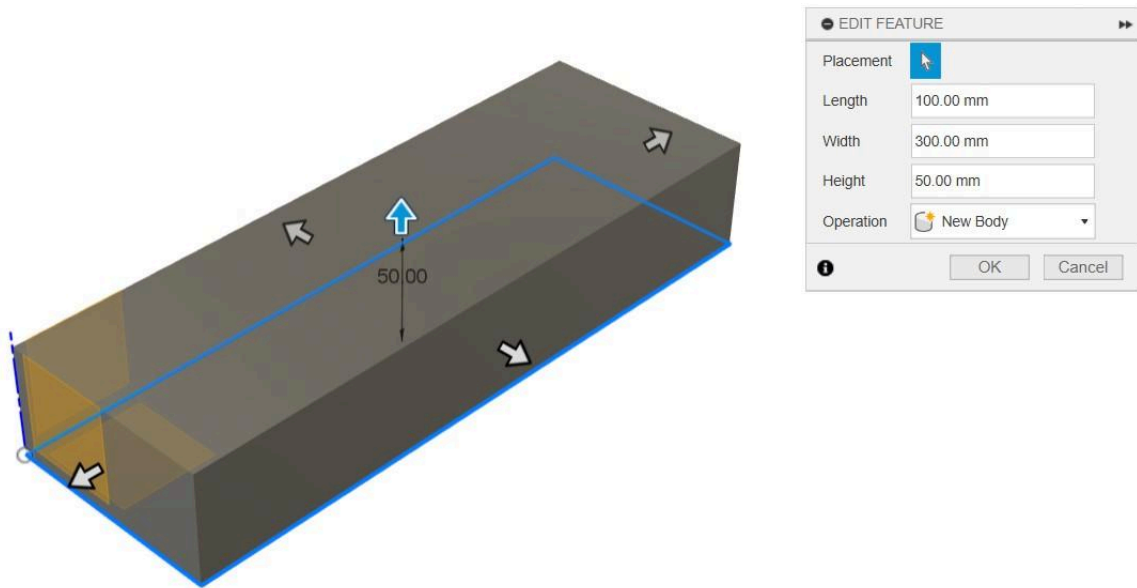 EDIT FEATURE
Placement
Length 100.00 mm
Width 300.00 mm
Height 50.00 mm
Operation New Body
OK Cancel
50.00